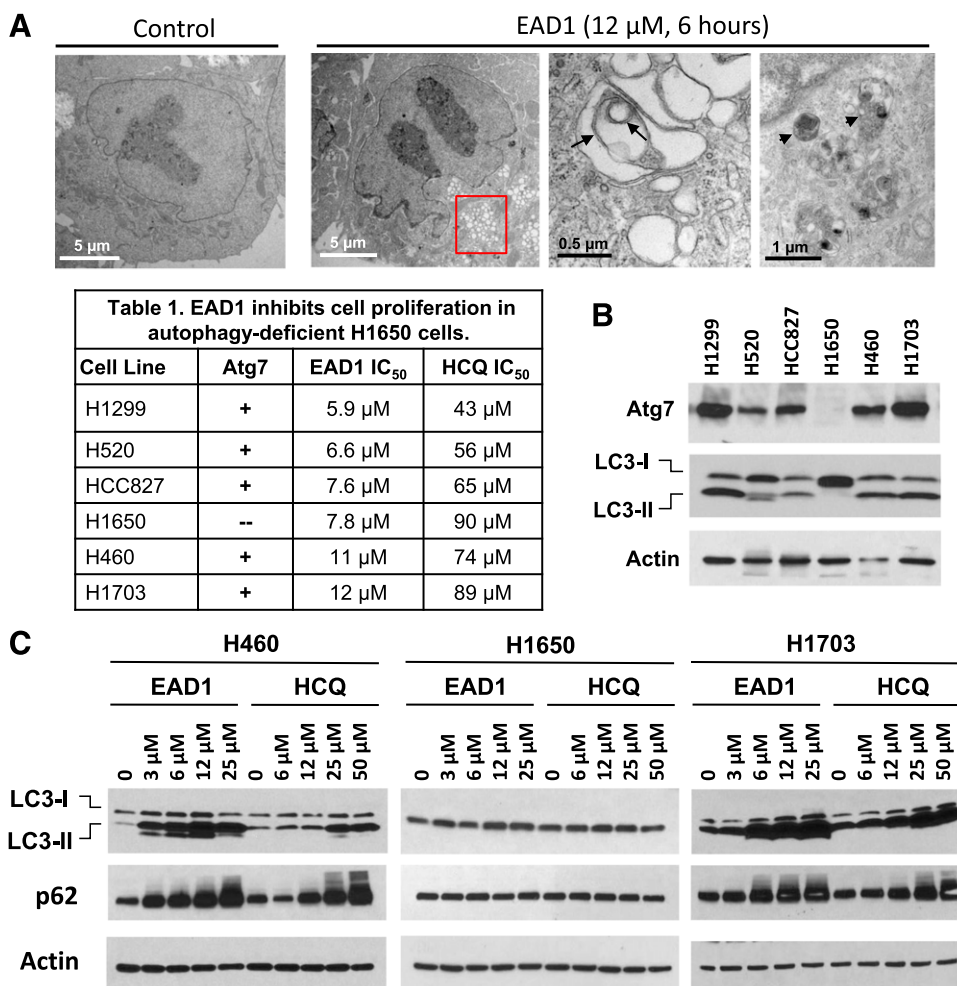 A
Control
EAD1 (12 µM, 6 hours)
5 µm
5 µm
0.5 µm
1 µm
Table 1. EAD1 inhibits cell proliferation in
autophagy-deficient H1650 cells.
Cell Line Atg7 EAD1 IC50 HCQ IC50
H1299 + 5.9 µM 43 µM
H520 + 6.6 µM 56 µM
HCC827 + 7.6 µM 65 µM
H1650 -- 7.8 µM 90 µM
H460 + 11 µM 74 µM
H1703 + 12 µM 89 µM
B
H1299 H520 HCC827 H1650 H460 H1703
Atg7
LC3-I
LC3-II
Actin
C
H460 H1650 H1703
EAD1 HCQ EAD1 HCQ EAD1 HCQ
0 3 µM 6 µM 12 µM 25 µM 0 6 µM 12 µM 25 µM 50 µM 0 3 µM 6 µM 12 µM 25 µM 0 6 µM 12 µM 25 µM 50 µM 0 3 µM 6 µM 12 µM 25 µM 0 6 µM 12 µM 25 µM 50 µM
LC3-I
LC3-II
p62
Actin